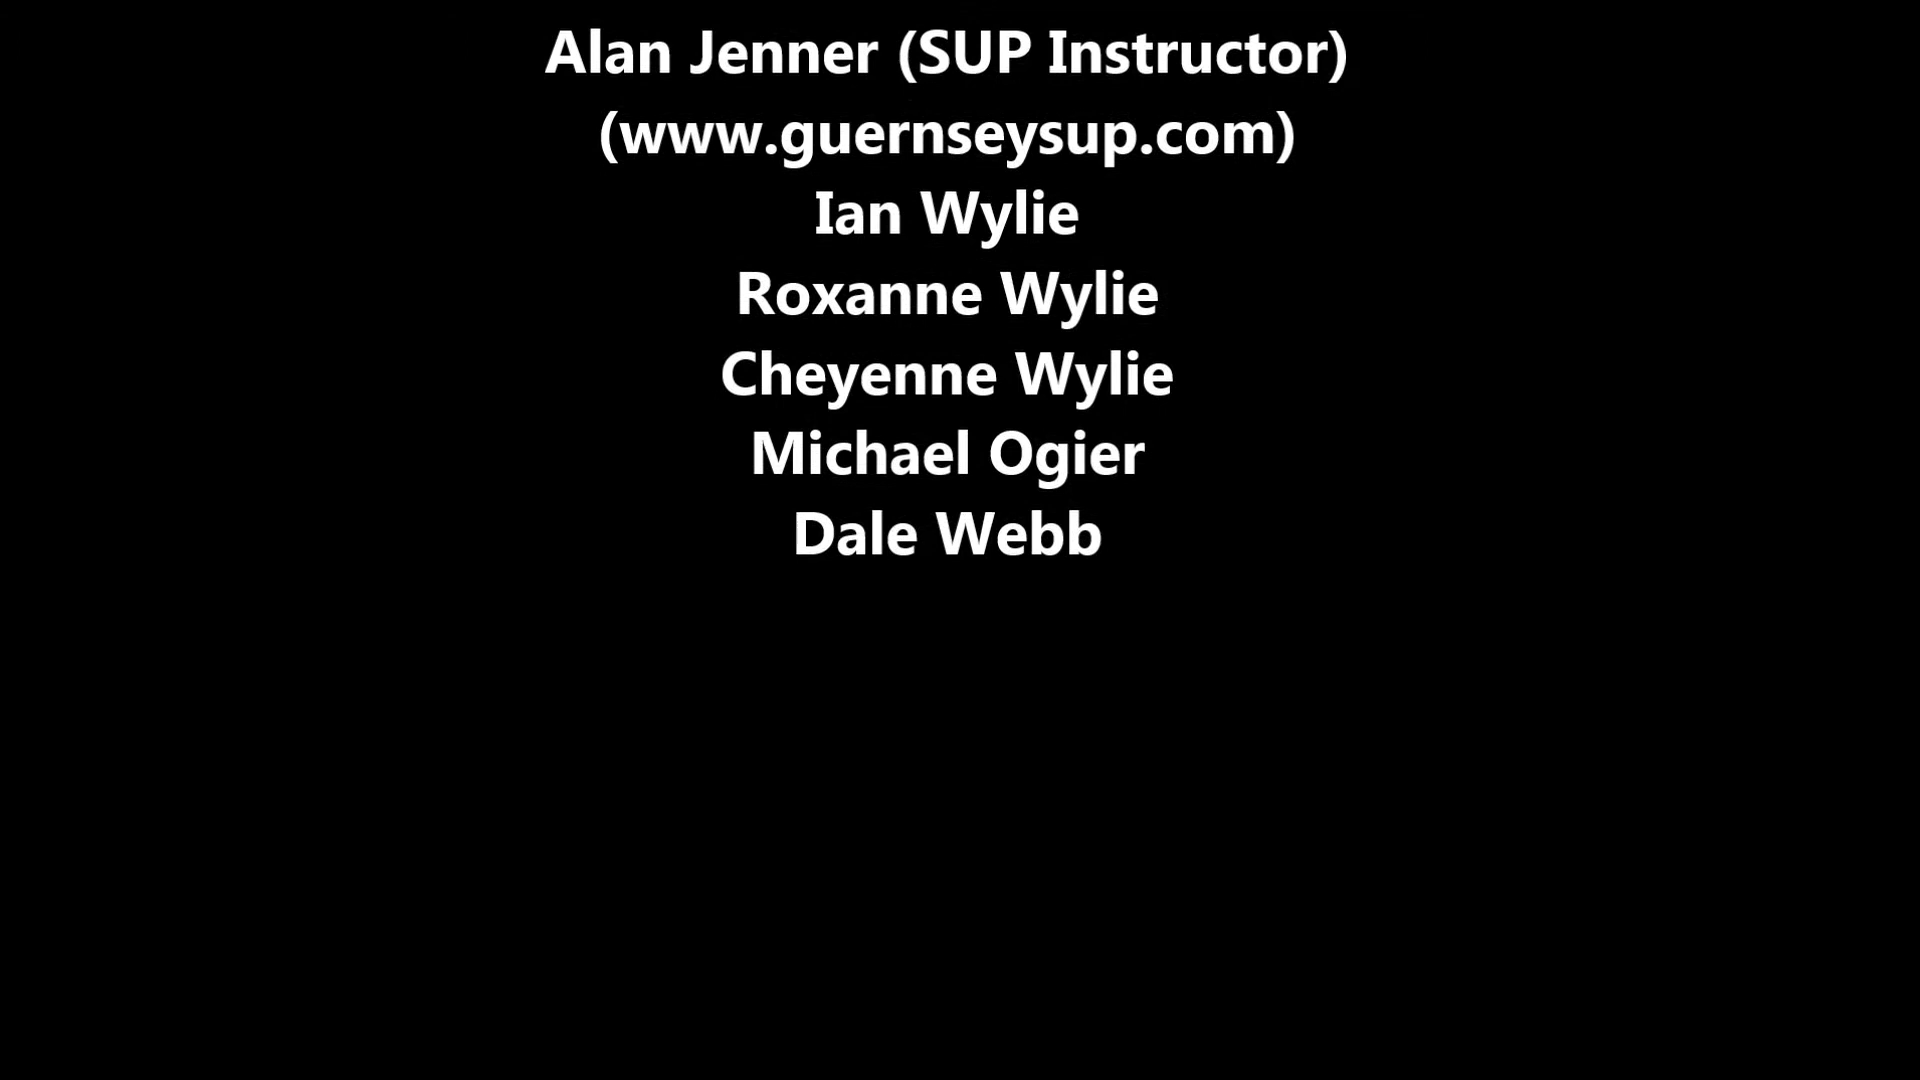 Alan Jenner (SUP Instructor)
(www.guernseysup.com)
Ian Wylie
Roxanne Wylie
Cheyenne Wylie
Michael Ogier
Dale Webb